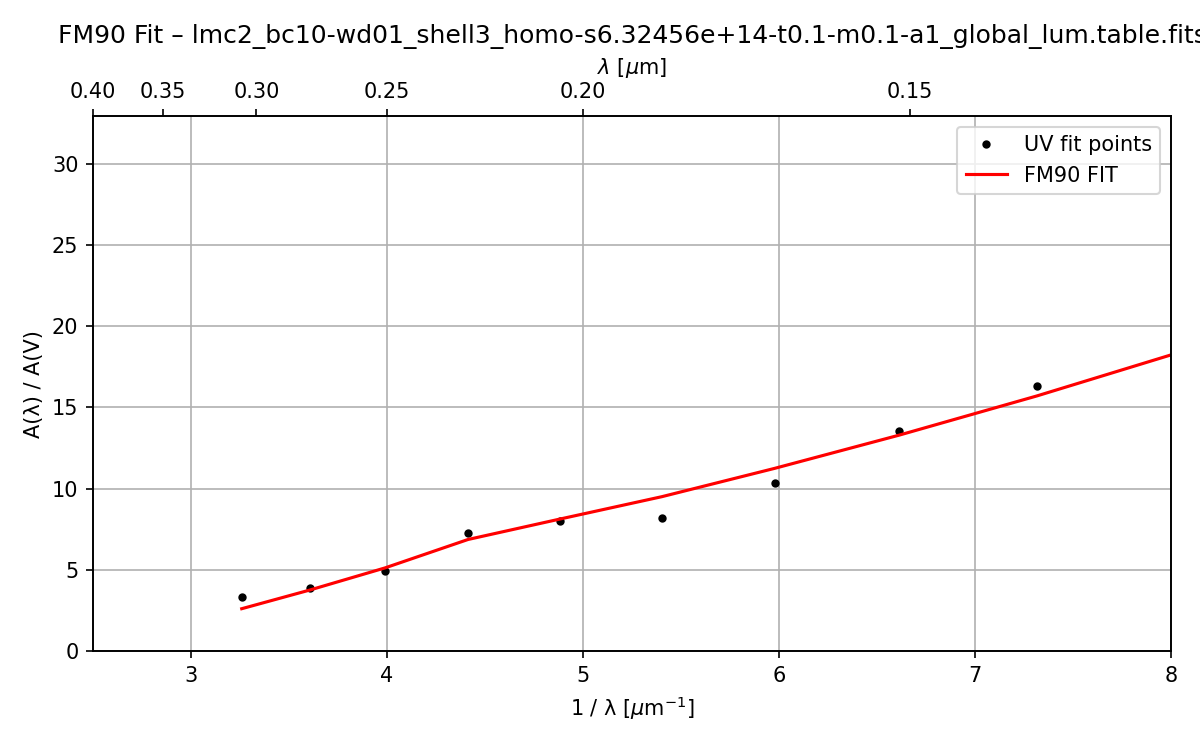 FM90 Fit – lmc2_bc10-wd01_shell3_homo-s6.32456e+14-t0.1-m0.1-a1_global_lum.table.fits
λ [μm]
0.40 0.35 0.30 0.25 0.20 0.15
UV fit points
FM90 FIT
30
25
20
15
10
5
0
A(λ) / A(V)
3 4 5 6 7 8
1 / λ [μm⁻¹]